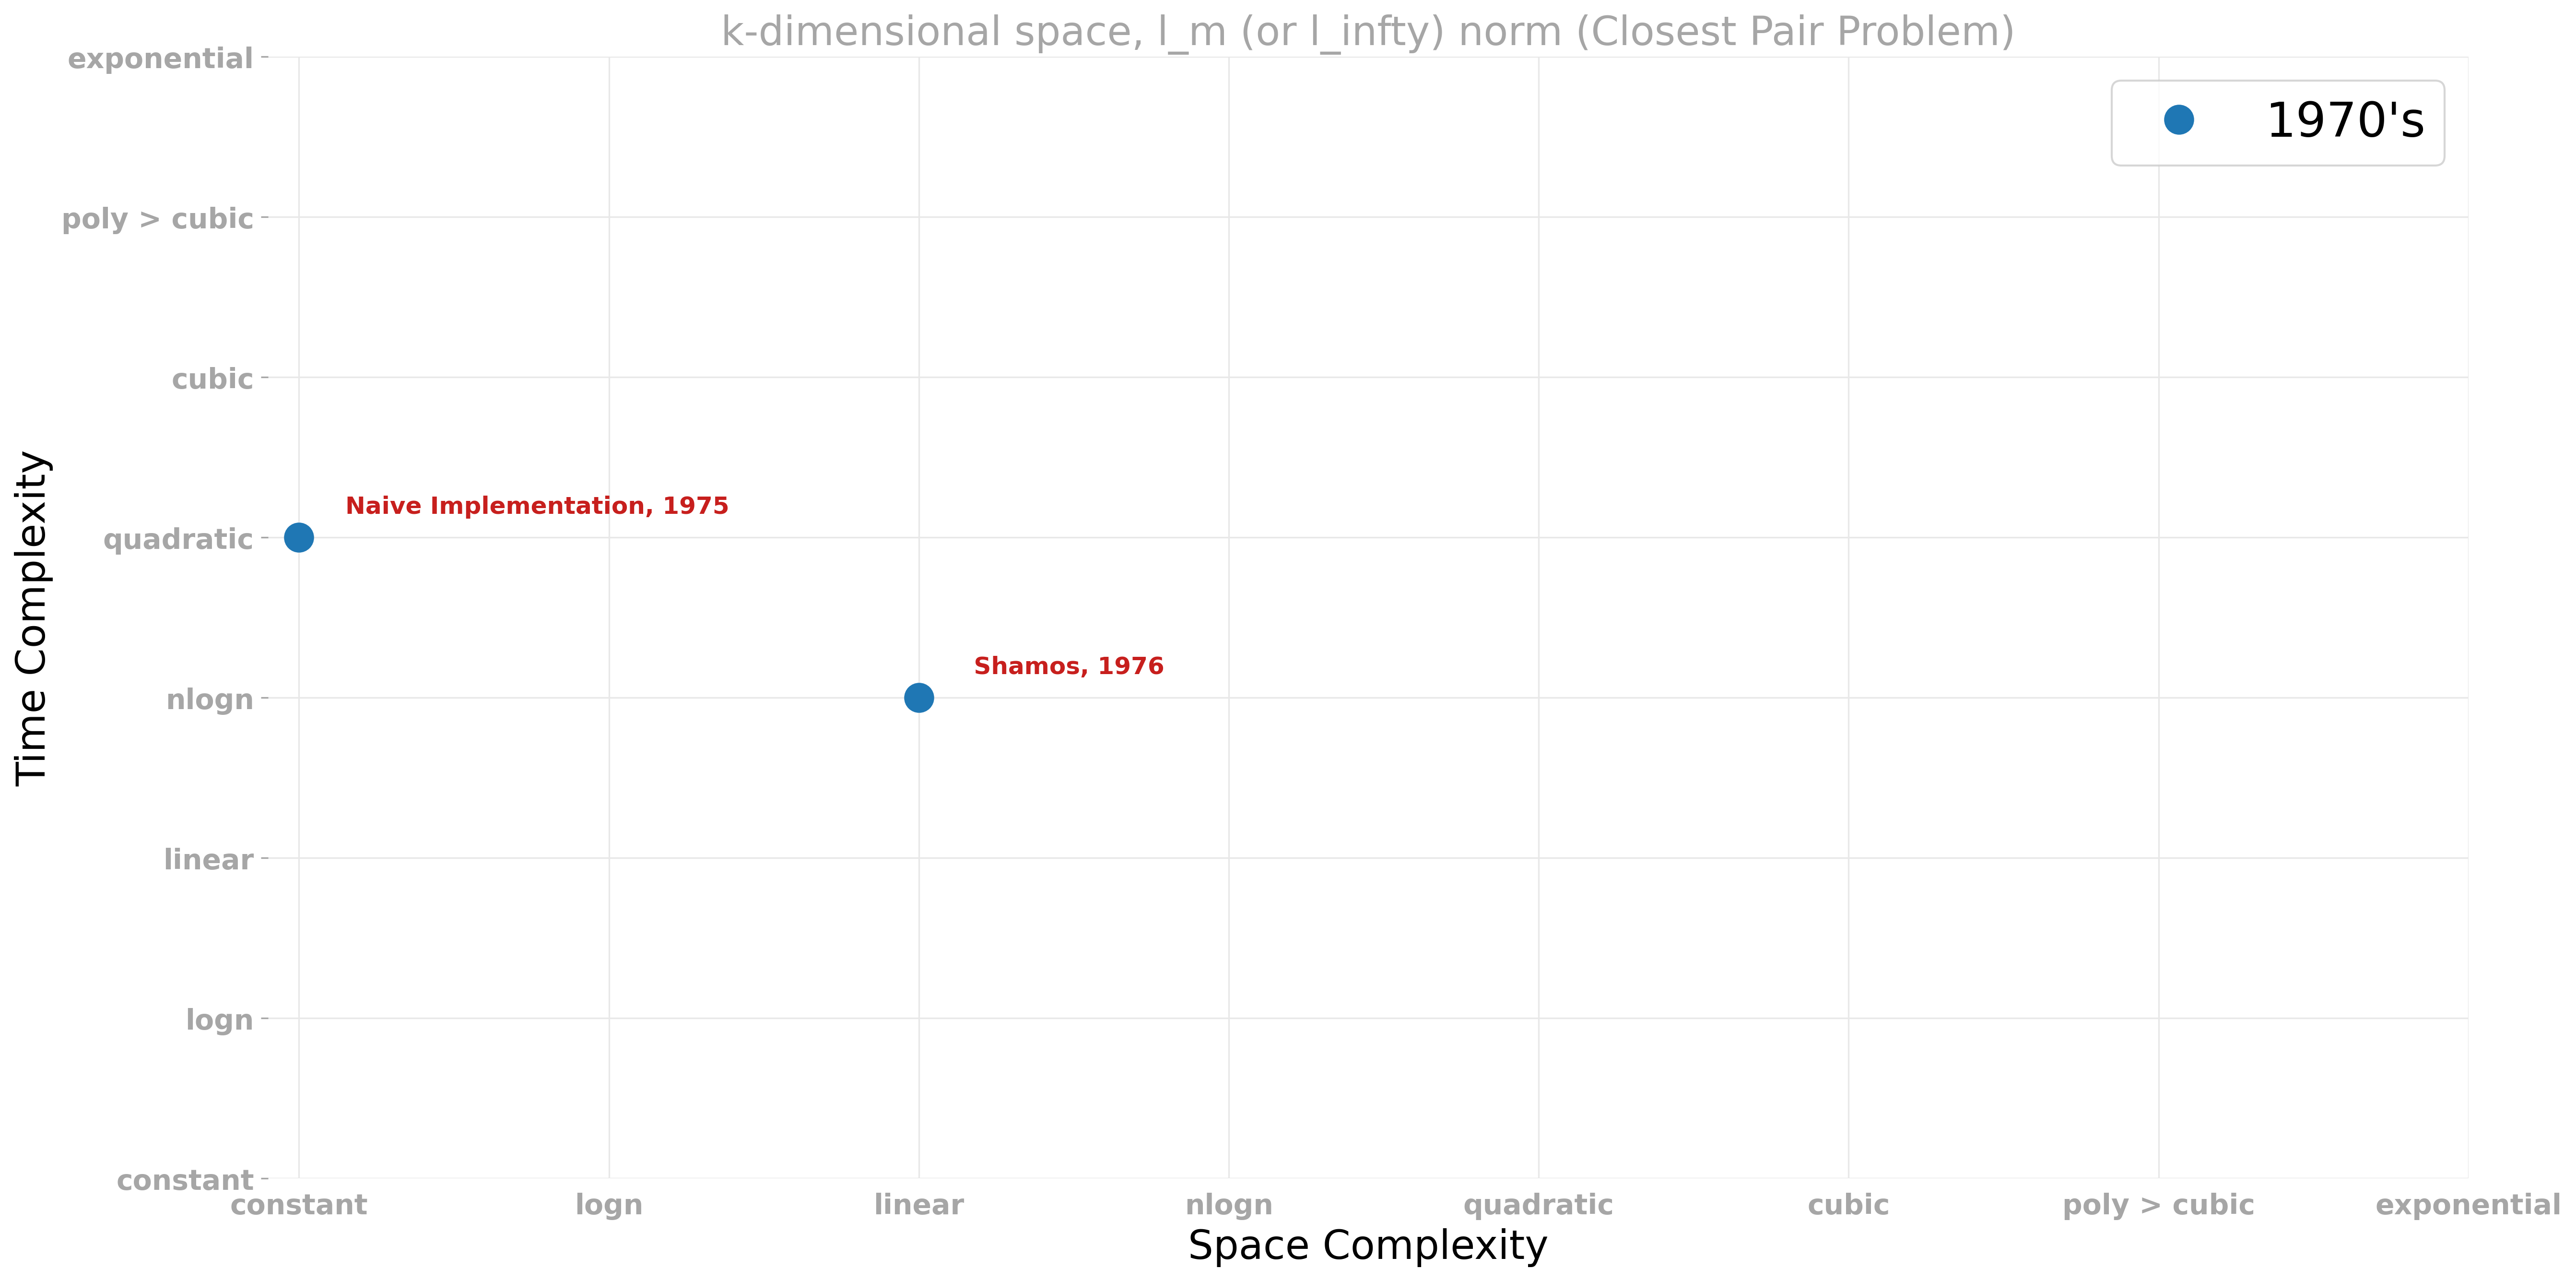 k-dimensional space, l_m (or l_infty) norm (Closest Pair Problem)
1970's
Time Complexity
exponential
poly > cubic
cubic
quadratic
nlogn
linear
logn
constant
Naive Implementation, 1975
Shamos, 1976
constant
logn
linear
nlogn
quadratic
cubic
poly > cubic
exponential
Space Complexity